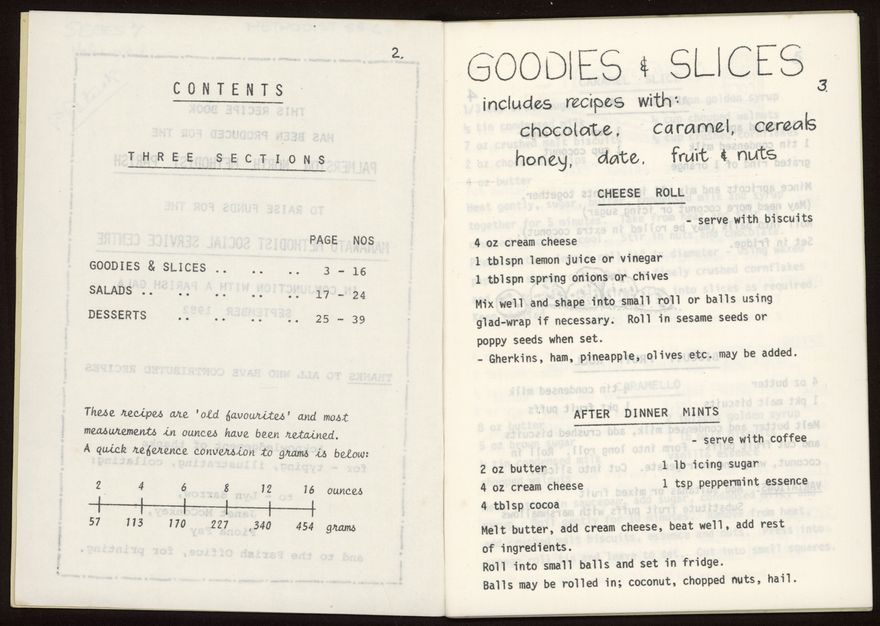 2.
CONTENTS
THREE SECTIONS
PAGE NOS
GOODIES & SLICES .. .. .. 3 - 16
SALADS .. .. .. .. .. 17 - 24
DESSERTS .. .. .. .. 25 - 39
These recipes are 'old favourites' and most
measurements in ounces have been retained.
A quick reference conversion to grams is below:
2 4 6 8 12 16 ounces
57 113 170 227 340 454 grams
GOODIES & SLICES
3.
includes recipes with:
chocolate, caramel, cereals
honey, date, fruit & nuts
CHEESE ROLL
- serve with biscuits
4 oz cream cheese
1 tblspn lemon juice or vinegar
1 tblspn spring onions or chives
Mix well and shape into small roll or balls using
glad-wrap if necessary. Roll in sesame seeds or
poppy seeds when set.
- Gherkins, ham, pineapple, olives etc. may be added.
AFTER DINNER MINTS
- serve with coffee
2 oz butter 1 lb icing sugar
4 oz cream cheese 1 tsp peppermint essence
4 tblsp cocoa
Melt butter, add cream cheese, beat well, add rest
of ingredients.
Roll into small balls and set in fridge.
Balls may be rolled in; coconut, chopped nuts, hail.